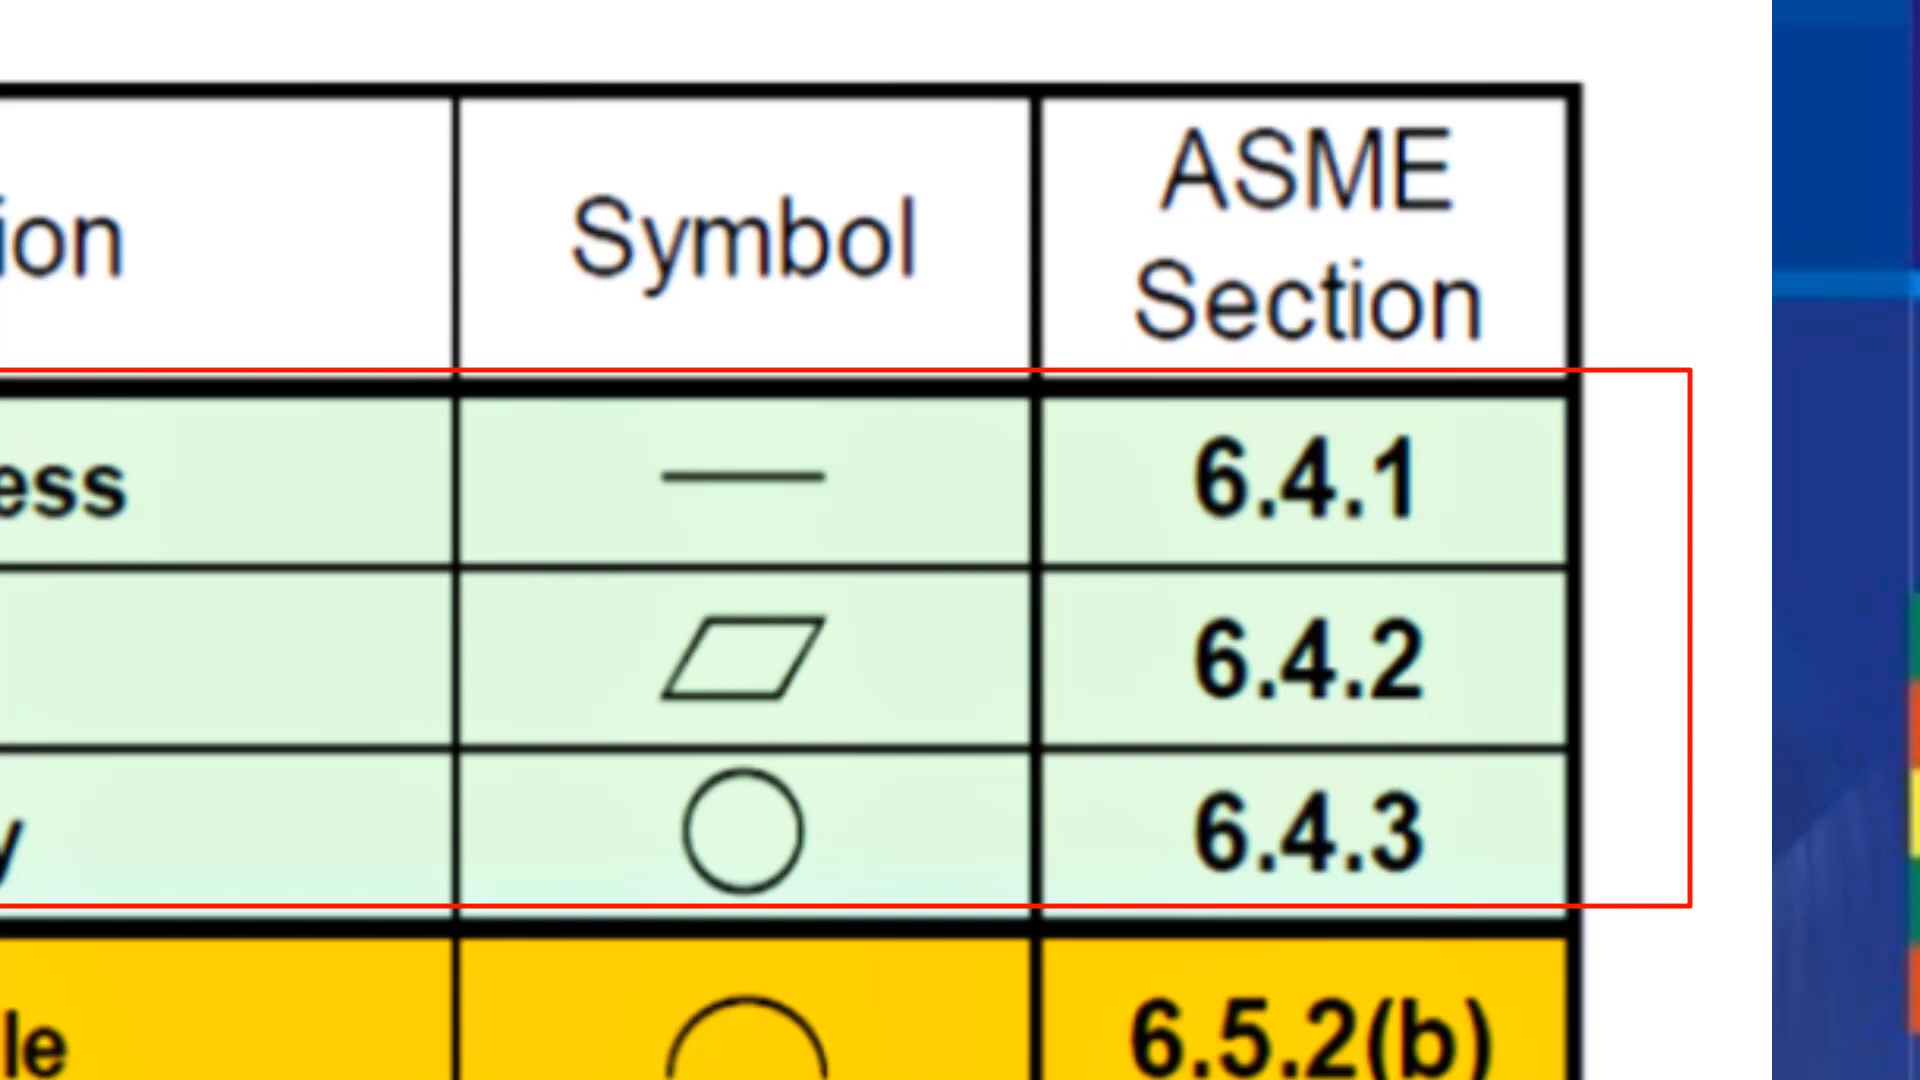 ion Symbol ASME
Section
ess 6.4.1
6.4.2
y 6.4.3
le 6.5.2(b)